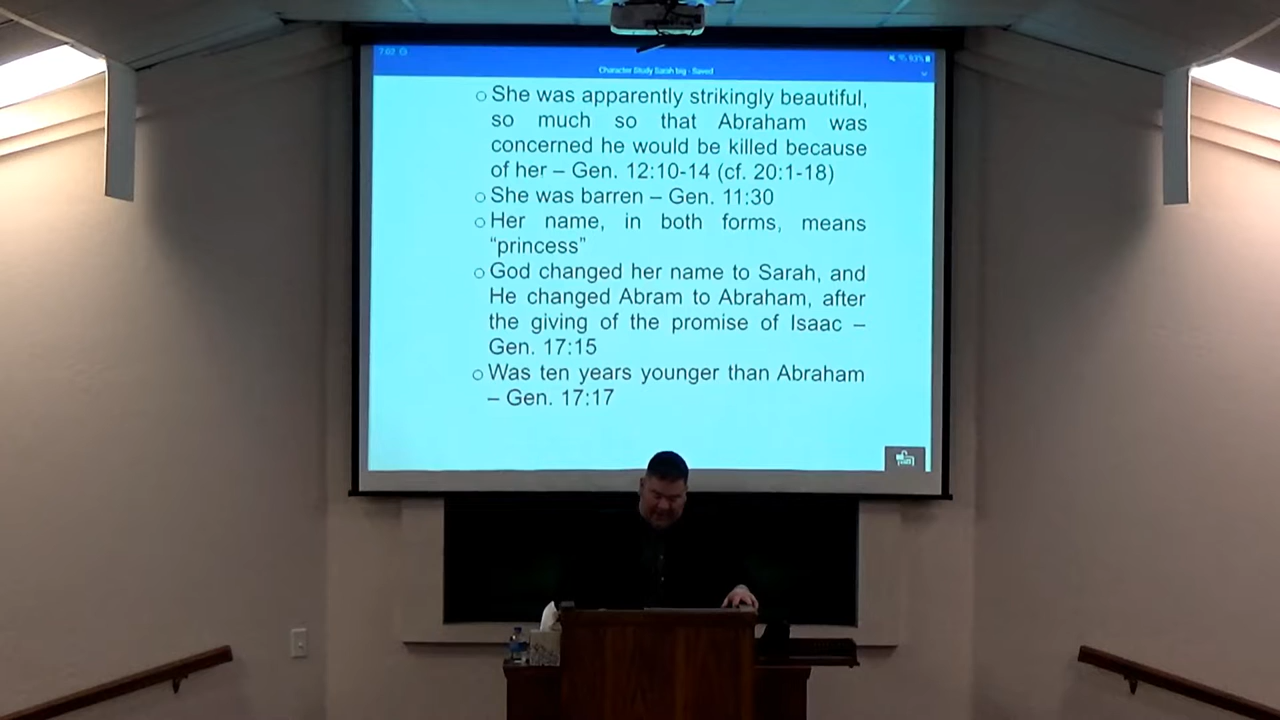 7:02
93%
Character Study Sarah big - Saved
○ She was apparently strikingly beautiful,
so much so that Abraham was
concerned he would be killed because
of her – Gen. 12:10-14 (cf. 20:1-18)
○ She was barren – Gen. 11:30
○ Her name, in both forms, means
“princess”
○ God changed her name to Sarah, and
He changed Abram to Abraham, after
the giving of the promise of Isaac –
Gen. 17:15
○ Was ten years younger than Abraham
– Gen. 17:17